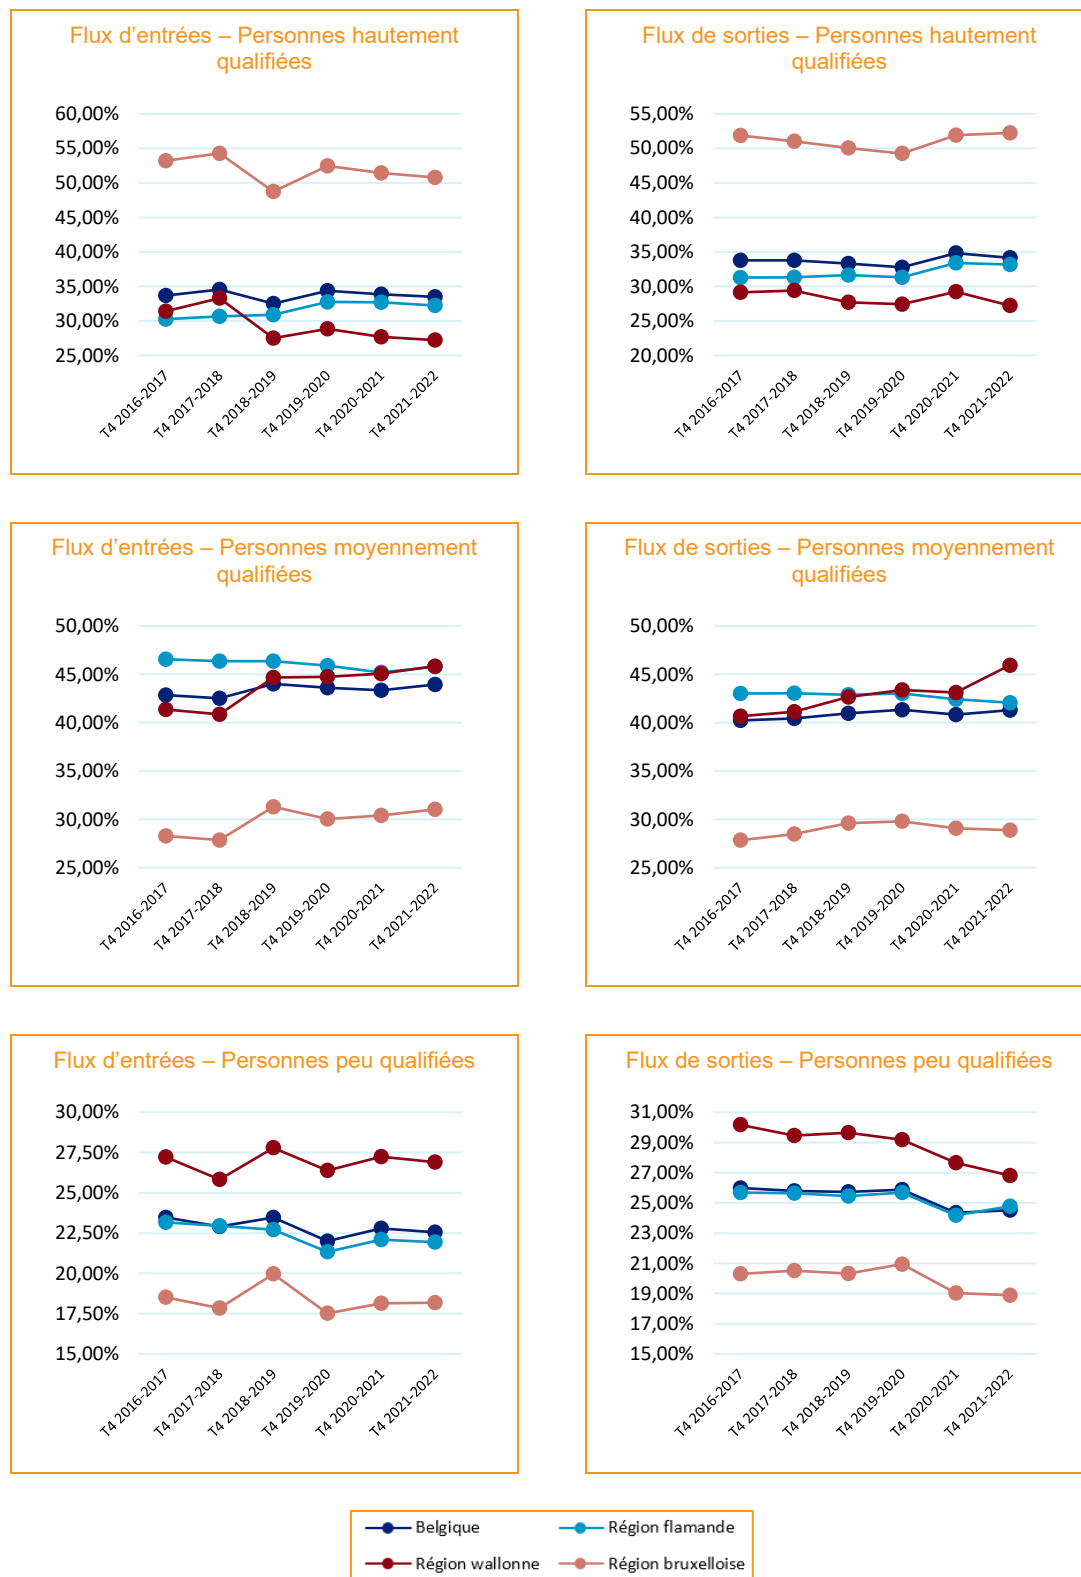 Flux d'entrées – Personnes hautement
qualifiées
60,00%
55,00%
50,00%
45,00%
40,00%
35,00%
30,00%
25,00%
T4 2016-2017
T4 2017-2018
T4 2018-2019
T4 2019-2020
T4 2020-2021
T4 2021-2022
Flux de sorties – Personnes hautement
qualifiées
55,00%
50,00%
45,00%
40,00%
35,00%
30,00%
25,00%
20,00%
T4 2016-2017
T4 2017-2018
T4 2018-2019
T4 2019-2020
T4 2020-2021
T4 2021-2022
Flux d'entrées – Personnes moyennement
qualifiées
50,00%
45,00%
40,00%
35,00%
30,00%
25,00%
T4 2016-2017
T4 2017-2018
T4 2018-2019
T4 2019-2020
T4 2020-2021
T4 2021-2022
Flux de sorties – Personnes moyennement
qualifiées
50,00%
45,00%
40,00%
35,00%
30,00%
25,00%
T4 2016-2017
T4 2017-2018
T4 2018-2019
T4 2019-2020
T4 2020-2021
T4 2021-2022
Flux d'entrées – Personnes peu qualifiées
30,00%
27,50%
25,00%
22,50%
20,00%
17,50%
15,00%
T4 2016-2017
T4 2017-2018
T4 2018-2019
T4 2019-2020
T4 2020-2021
T4 2021-2022
Flux de sorties – Personnes peu qualifiées
31,00%
29,00%
27,00%
25,00%
23,00%
21,00%
19,00%
17,00%
15,00%
T4 2016-2017
T4 2017-2018
T4 2018-2019
T4 2019-2020
T4 2020-2021
T4 2021-2022
Belgique
Région flamande
Région wallonne
Région bruxelloise